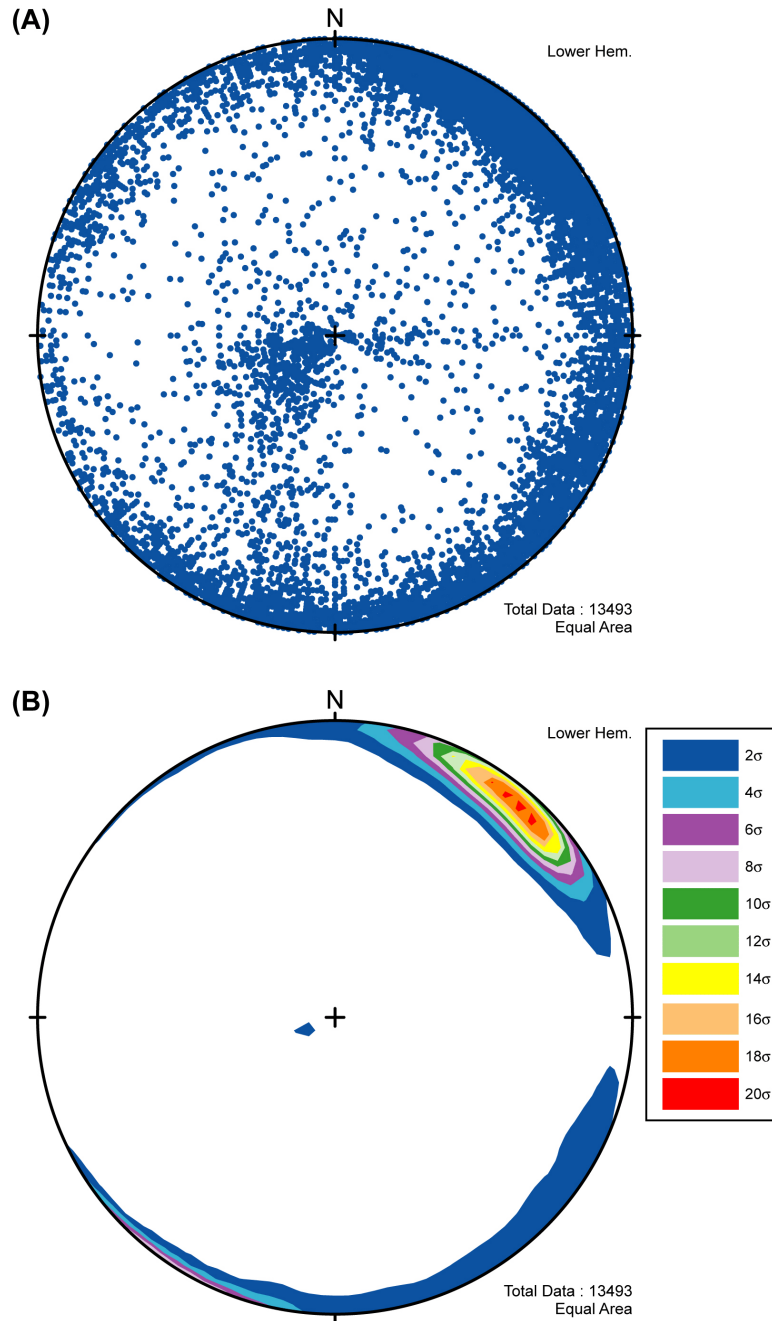 (A)
N
Lower Hem.
Total Data : 13493
Equal Area
(B)
N
Lower Hem.
2σ
4σ
6σ
8σ
10σ
12σ
14σ
16σ
18σ
20σ
Total Data : 13493
Equal Area